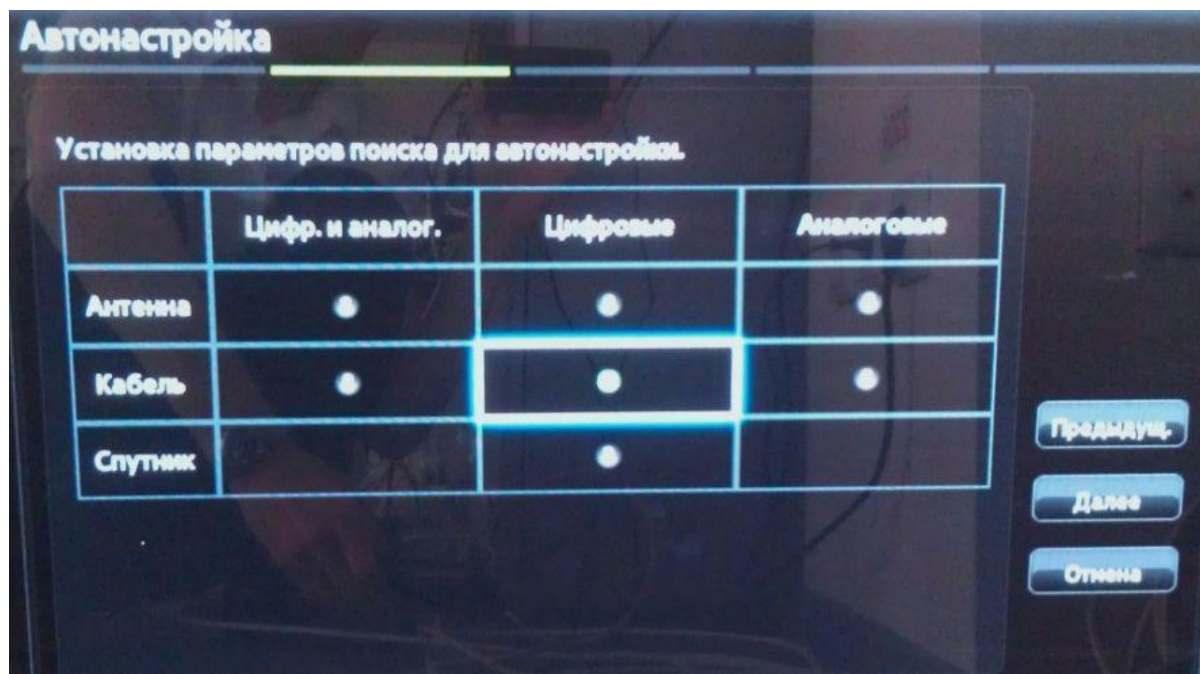 Автонастройка
Установка параметров поиска для автонастройки.
Цифр. и аналог. Цифровые Аналоговые
Антенна
Кабель
Спутник
Предыдущ.
Далее
Отмена